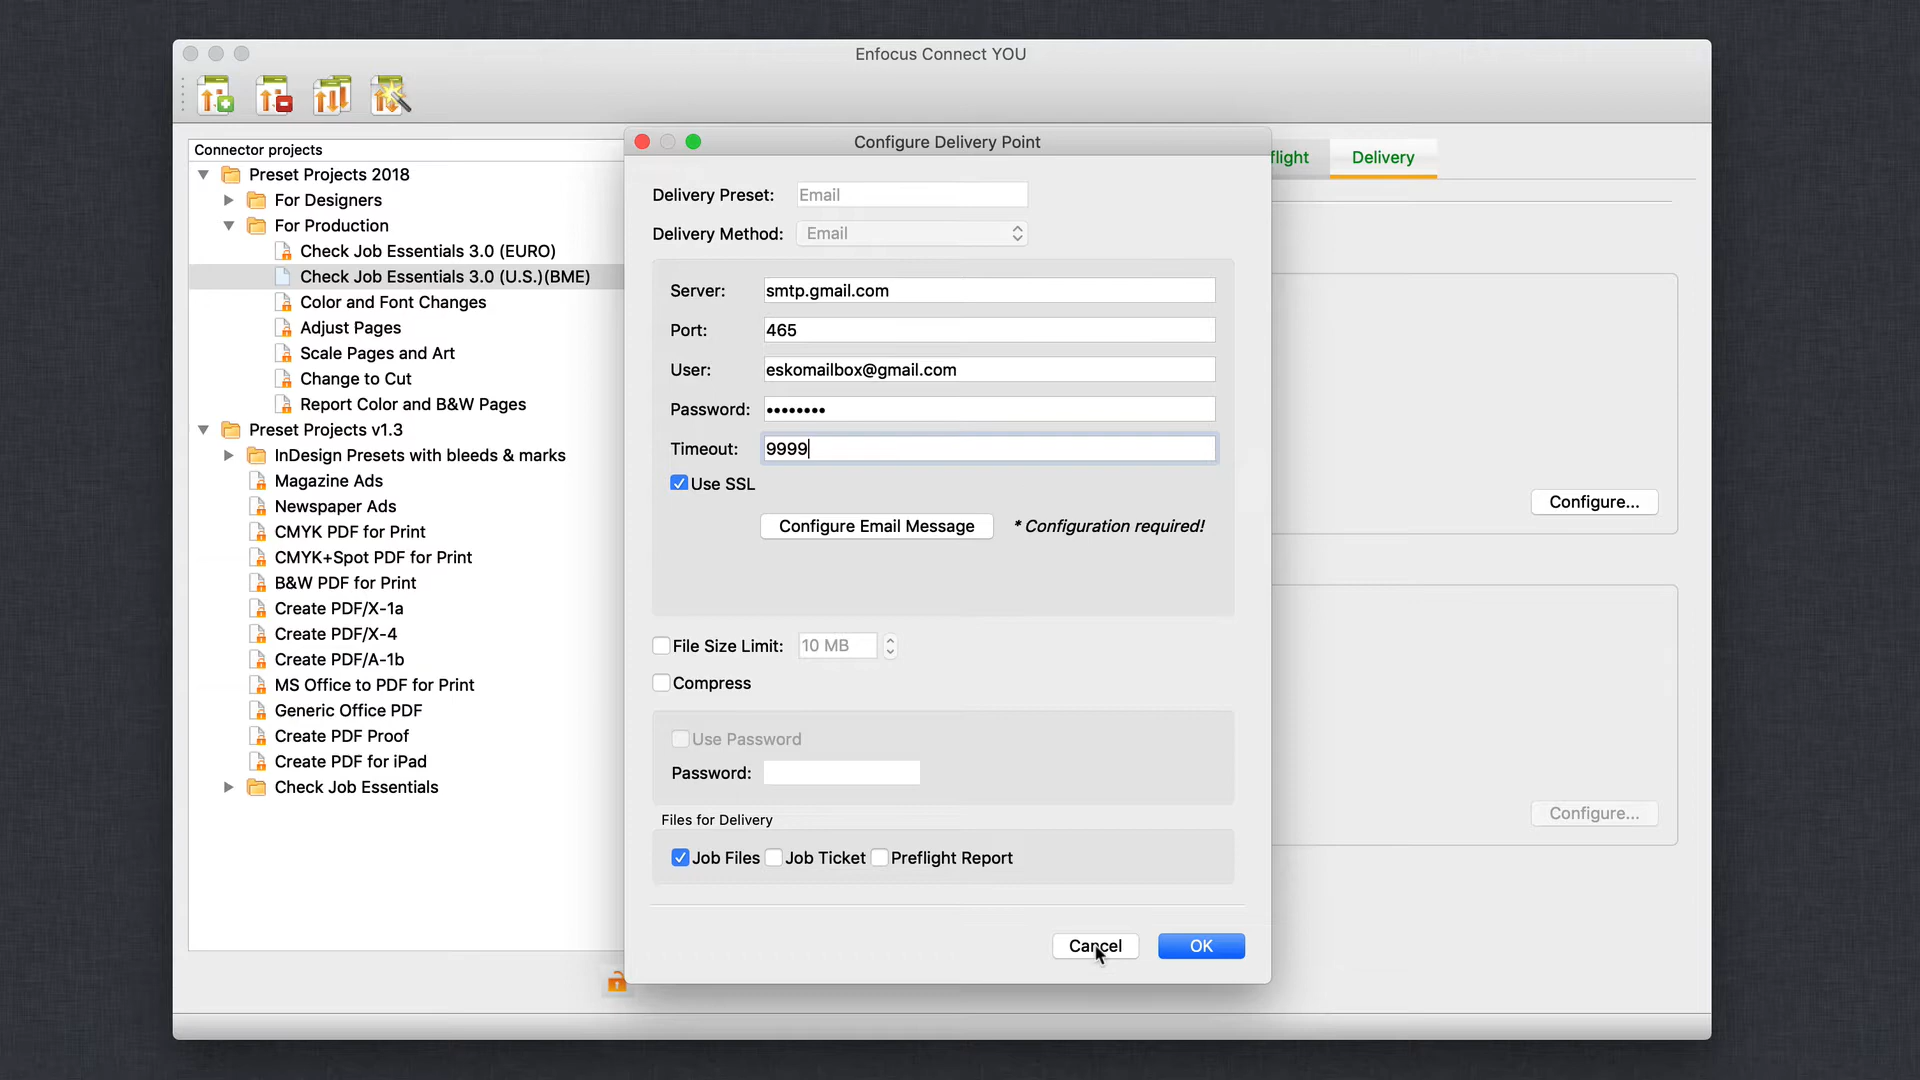 Enfocus Connect YOU
Connector projects
Preset Projects 2018
For Designers
For Production
Check Job Essentials 3.0 (EURO)
Check Job Essentials 3.0 (U.S.)(BME)
Color and Font Changes
Adjust Pages
Scale Pages and Art
Change to Cut
Report Color and B&W Pages
Preset Projects v1.3
InDesign Presets with bleeds & marks
Magazine Ads
Newspaper Ads
CMYK PDF for Print
CMYK+Spot PDF for Print
B&W PDF for Print
Create PDF/X-1a
Create PDF/X-4
Create PDF/A-1b
MS Office to PDF for Print
Generic Office PDF
Create PDF Proof
Create PDF for iPad
Check Job Essentials
Configure Delivery Point
Delivery Preset: Email
Delivery Method: Email
Server: smtp.gmail.com
Port: 465
User: eskomailbox@gmail.com
Password: ••••••••
Timeout: 9999
Use SSL
Configure Email Message * Configuration required!
File Size Limit: 10 MB
Compress
Use Password
Password:
Files for Delivery
Job Files Job Ticket Preflight Report
Cancel OK
flight Delivery
Configure...
Configure...